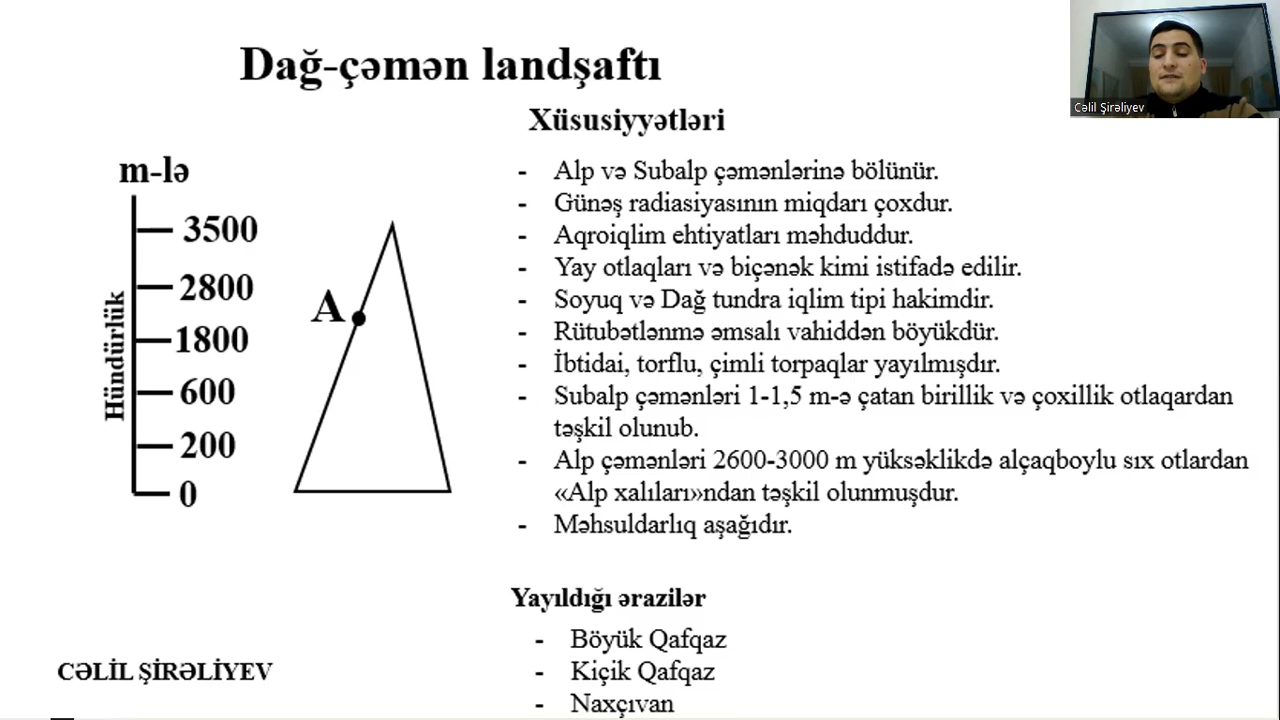 Dağ-çəmən landşaftı
Cəlil Şirəliyev
Xüsusiyyətləri
m-lə
3500
2800
1800
600
200
0
Hündürlük
A
- Alp və Subalp çəmənlərinə bölünür.
- Günəş radiasiyasının miqdarı çoxdur.
- Aqroiqlim ehtiyatları məhduddur.
- Yay otlaqları və biçənək kimi istifadə edilir.
- Soyuq və Dağ tundra iqlim tipi hakimdir.
- Rütubətlənmə əmsalı vahiddən böyükdür.
- İbtidai, torflu, çimli torpaqlar yayılmışdır.
- Subalp çəmənləri 1-1,5 m-ə çatan birillik və çoxillik otlaqardan
təşkil olunub.
- Alp çəmənləri 2600-3000 m yüksəklikdə alçaqboylu sıx otlardan
«Alp xalıları»ndan təşkil olunmuşdur.
- Məhsuldarlıq aşağıdır.
Yayıldığı ərazilər
- Böyük Qafqaz
- Kiçik Qafqaz
- Naxçıvan
CƏLİL ŞİRƏLİYEV